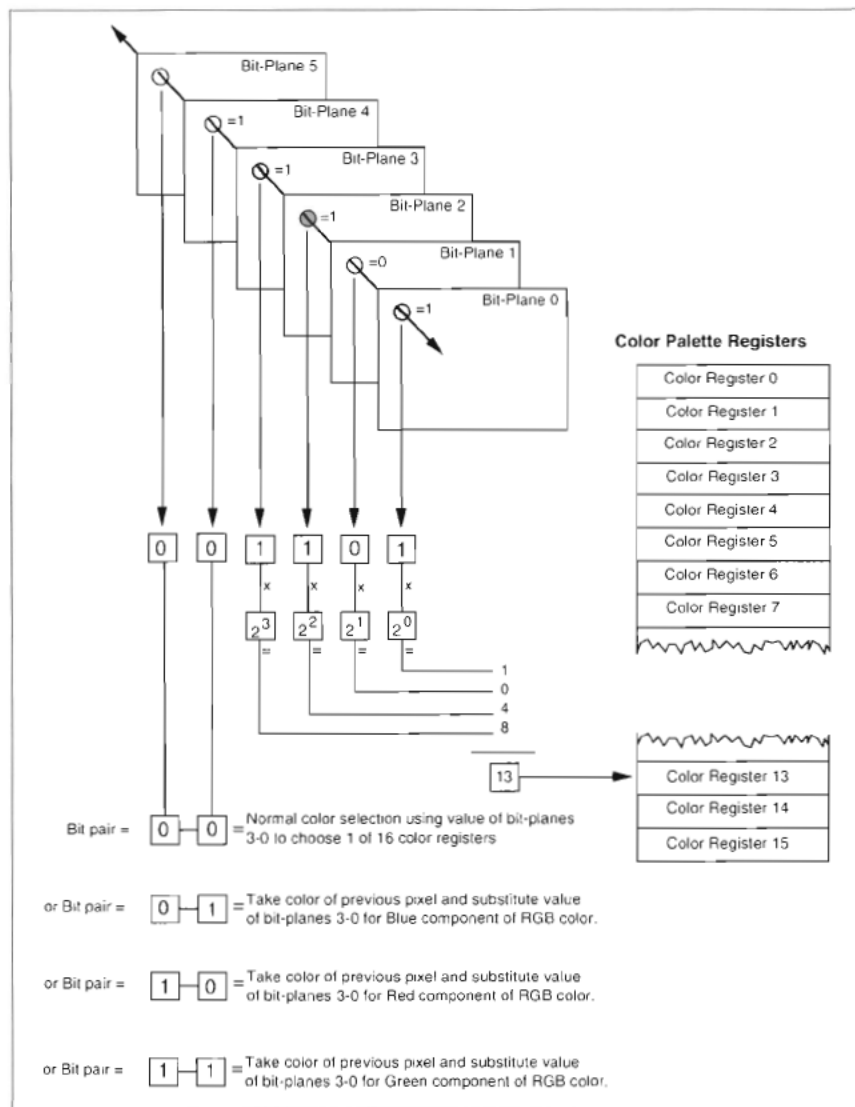 Bit-Plane 5
Bit-Plane 4
=1
Bit-Plane 3
=1
Bit-Plane 2
=1
Bit-Plane 1
=0
Bit-Plane 0
=1
Color Palette Registers
Color Register 0
Color Register 1
Color Register 2
Color Register 3
Color Register 4
Color Register 5
Color Register 6
Color Register 7
0 0 1 1 0 1
x x x x
2³ 2² 2¹ 2⁰
= = = =
1
0
4
8
13
Color Register 13
Color Register 14
Color Register 15
Bit pair = 0 0 = Normal color selection using value of bit-planes
3-0 to choose 1 of 16 color registers
or Bit pair = 0 1 = Take color of previous pixel and substitute value
of bit-planes 3-0 for Blue component of RGB color.
or Bit pair = 1 0 = Take color of previous pixel and substitute value
of bit-planes 3-0 for Red component of RGB color.
or Bit pair = 1 1 = Take color of previous pixel and substitute value
of bit-planes 3-0 for Green component of RGB color.